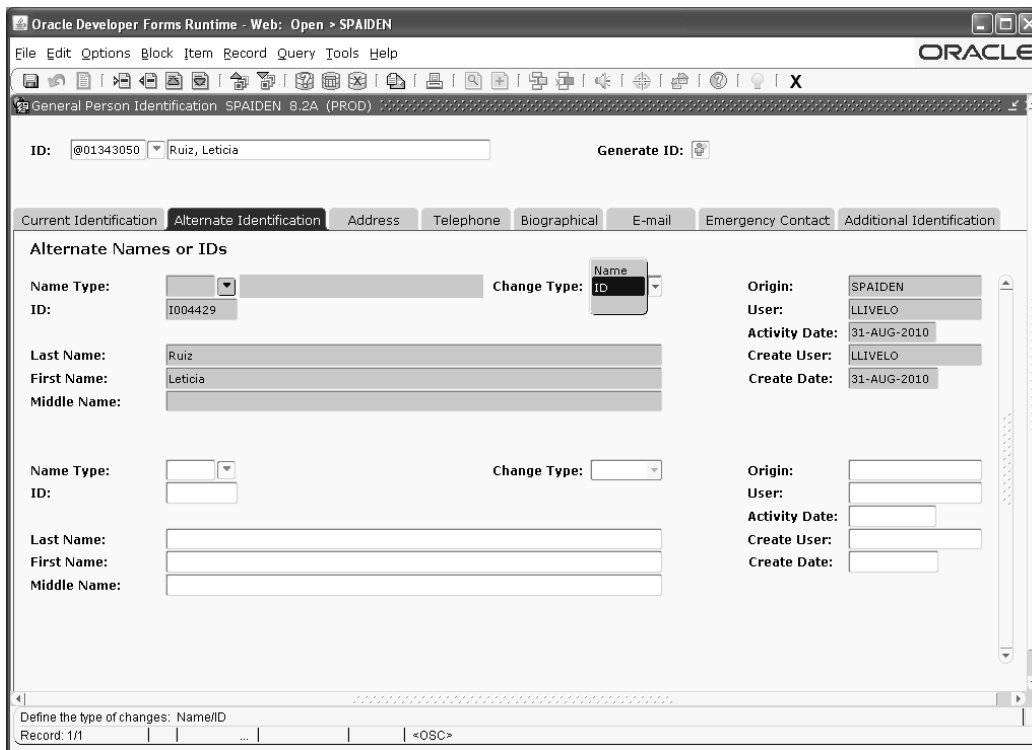 Oracle Developer Forms Runtime - Web: Open > SPAIDEN
File Edit Options Block Item Record Query Tools Help
ORACLE
X
General Person Identification SPAIDEN 8.2A (PROD)
ID: @01343050 Ruiz, Leticia Generate ID:
Current Identification Alternate Identification Address Telephone Biographical E-mail Emergency Contact Additional Identification
Alternate Names or IDs
Name
Name Type: Change Type: ID Origin: SPAIDEN
ID: I004429 User: LLIVELO
Activity Date: 31-AUG-2010
Last Name: Ruiz Create User: LLIVELO
First Name: Leticia Create Date: 31-AUG-2010
Middle Name:
Name Type: Change Type: Origin:
ID: User:
Activity Date:
Last Name: Create User:
First Name: Create Date:
Middle Name:
Define the type of changes: Name/ID
Record: 1/1 ... <OSC>